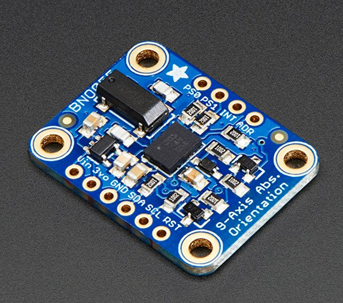 BNO055
PS0 PS1 INT ADR
Vin 3vo GND SDA SCL RST
9-Axis Abs.
Orientation